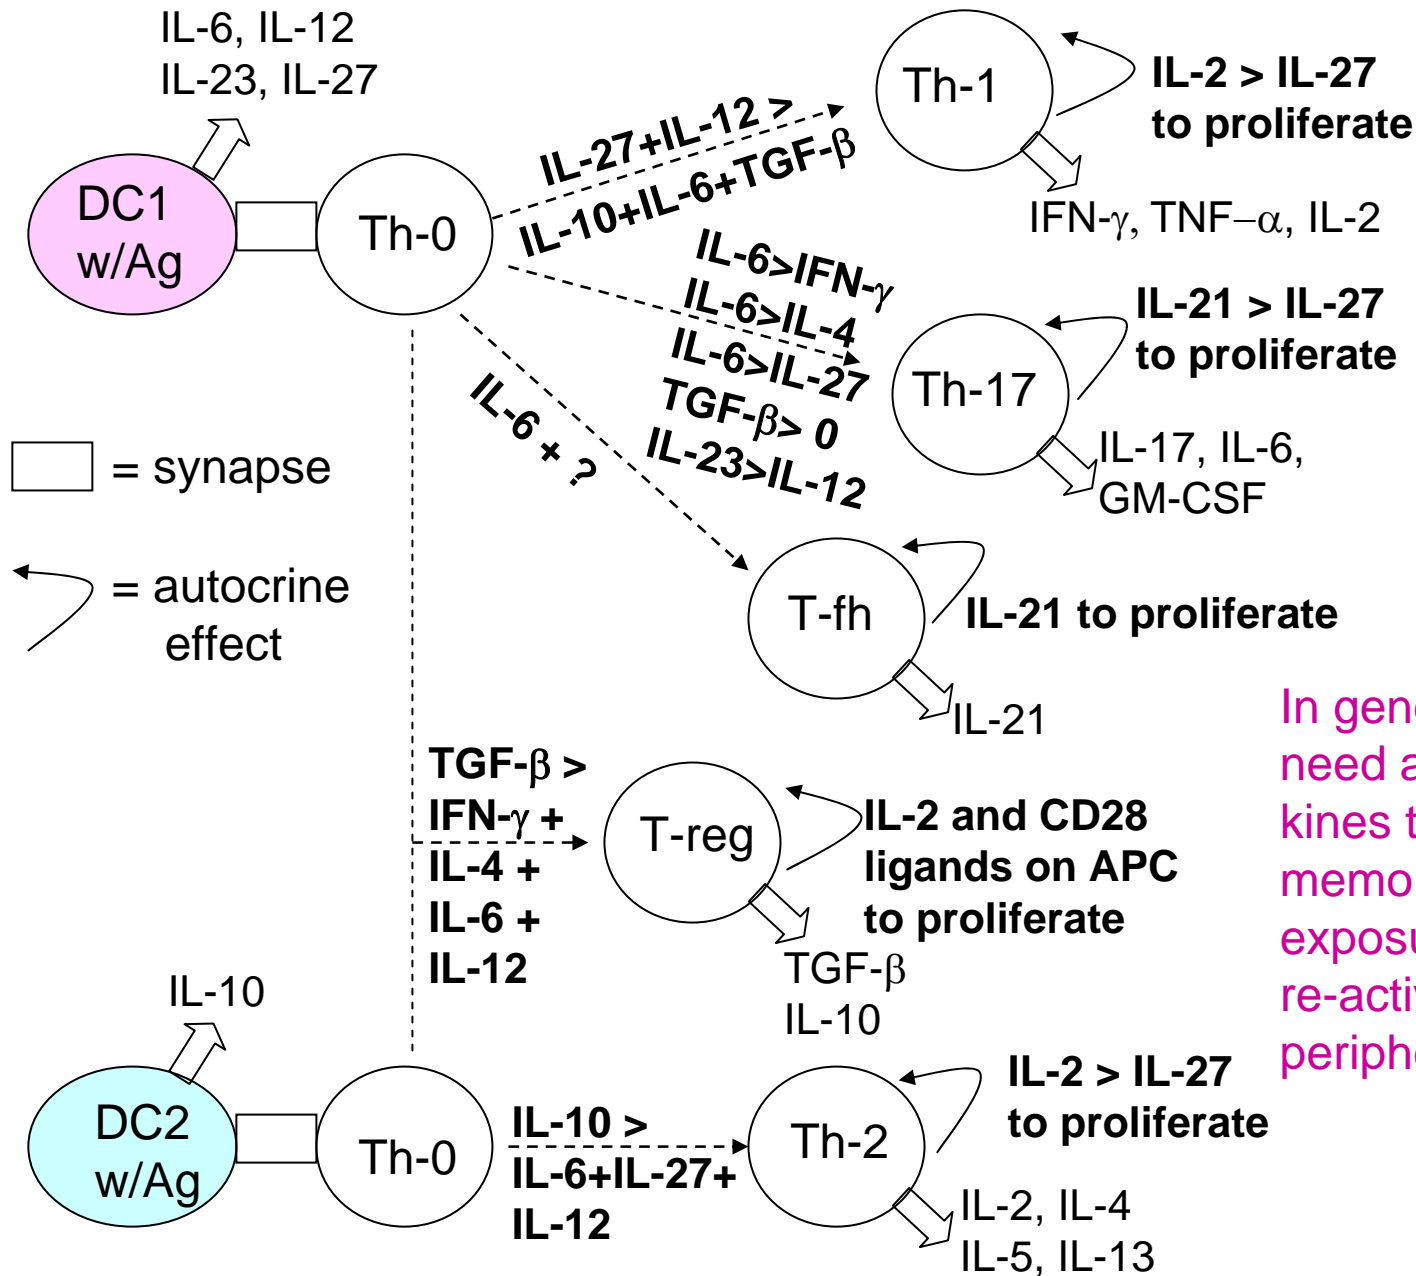 IL-6, IL-12
IL-23, IL-27
DC1
w/Ag
Th-0
IL-27+IL-12 >
IL-10+IL-6+TGF-β
Th-1
IL-2 > IL-27
to proliferate
IFN-γ, TNF−α, IL-2
IL-6>IFN-γ
IL-6>IL-4
IL-6>IL-27
TGF-β> 0
IL-23>IL-12
Th-17
IL-21 > IL-27
to proliferate
IL-17, IL-6,
GM-CSF
IL-6 + ?
= synapse
= autocrine
effect
T-fh
IL-21 to proliferate
IL-21
TGF-β >
IFN-γ +
IL-4 +
IL-6 +
IL-12
T-reg
IL-2 and CD28
ligands on APC
to proliferate
TGF-β
IL-10
In
need
kines
IL-10
DC2
w/Ag
Th-0
IL-10 >
IL-6+IL-27+
IL-12
Th-2
IL-2 > IL-27
to proliferate
IL-2, IL-4
IL-5, IL-13